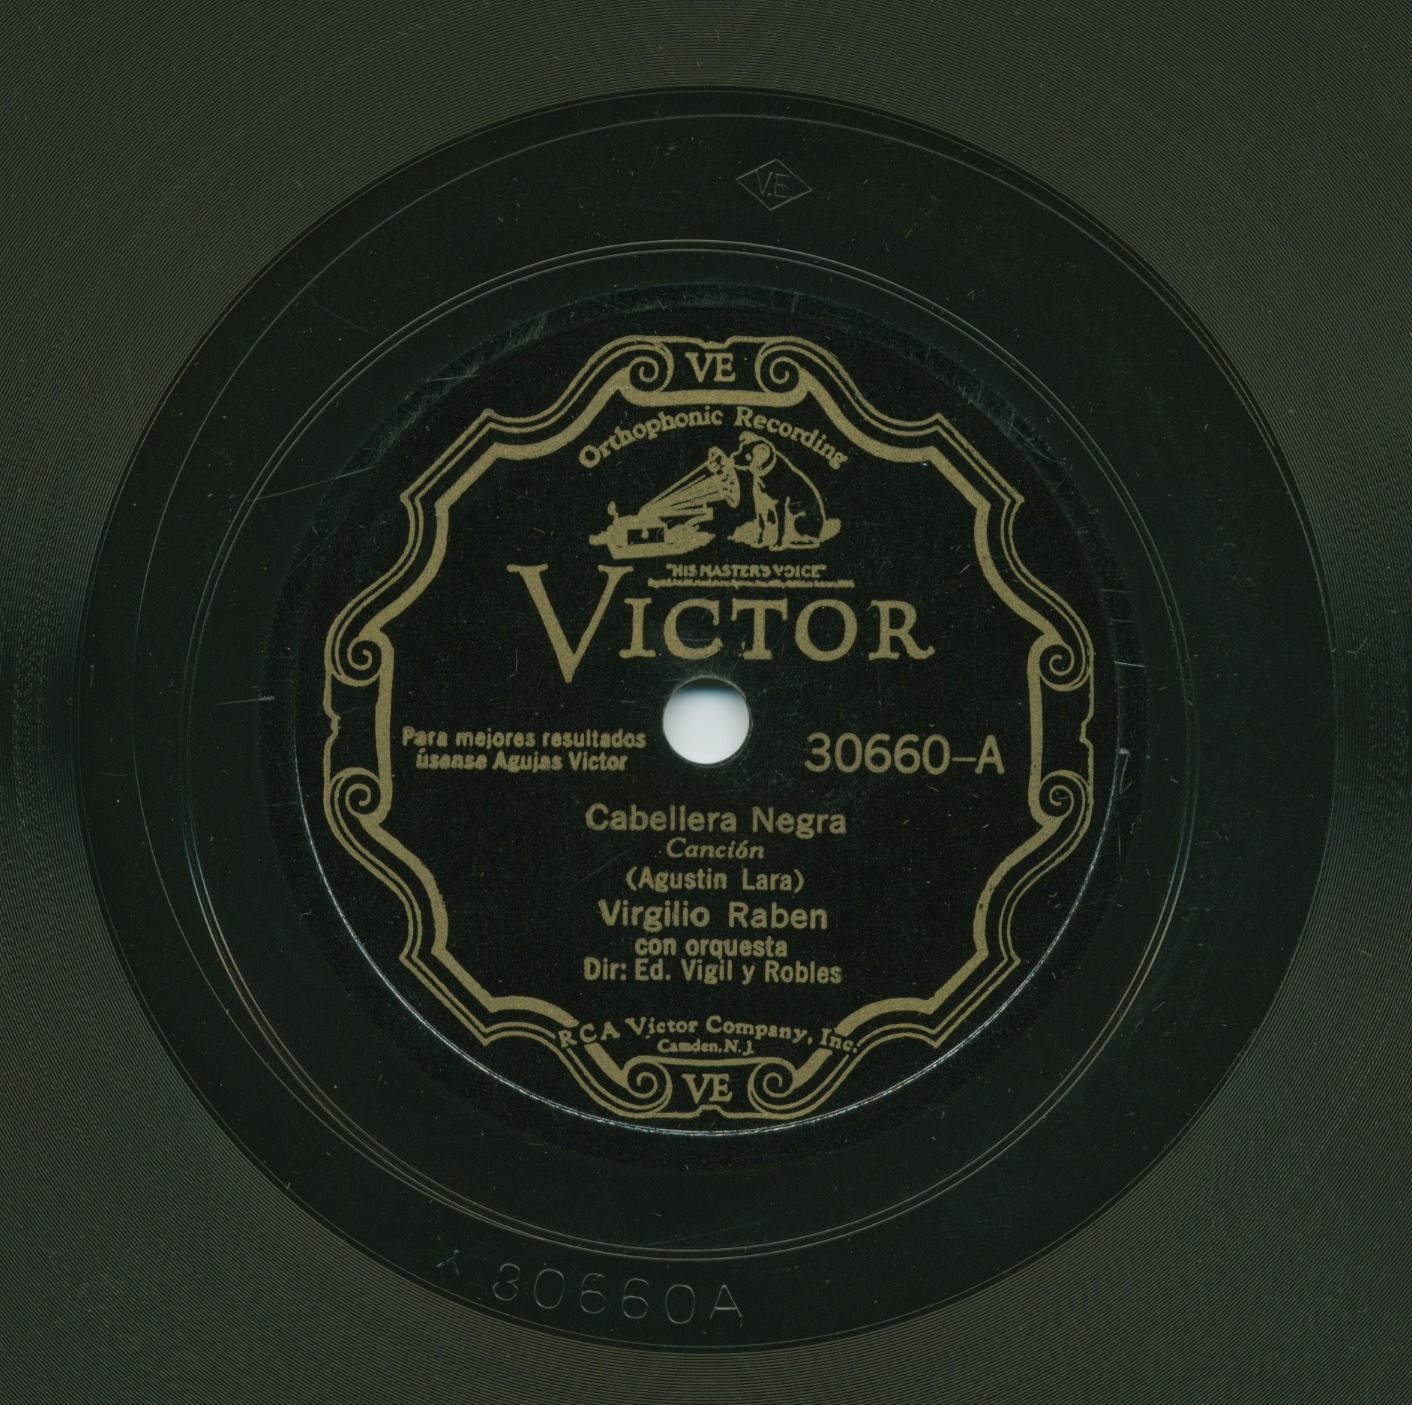 V.E
VE
Orthophonic Recording
"HIS MASTER'S VOICE"
VICTOR
Para mejores resultados
úsense Agujas Victor
30660-A
Cabellera Negra
Canción
(Agustin Lara)
Virgilio Raben
con orquesta
Dir: Ed. Vigil y Robles
RCA Victor Company, Inc.
Camden, N. J.
VE
30660A